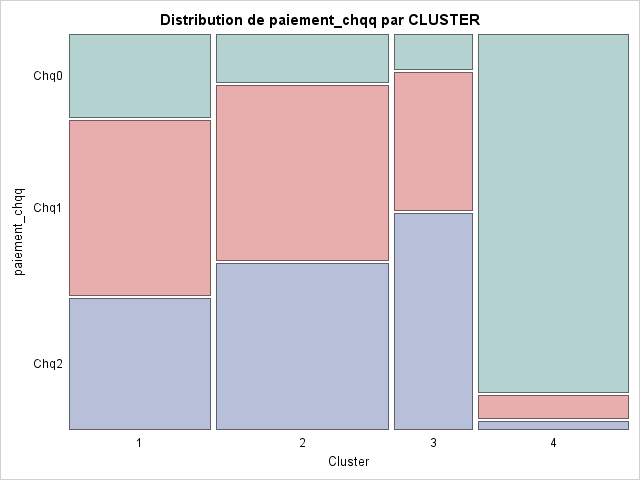 Distribution de paiement_chqq par CLUSTER
Chq0
Chq1
Chq2
paiement_chqq
1 2 3 4
Cluster